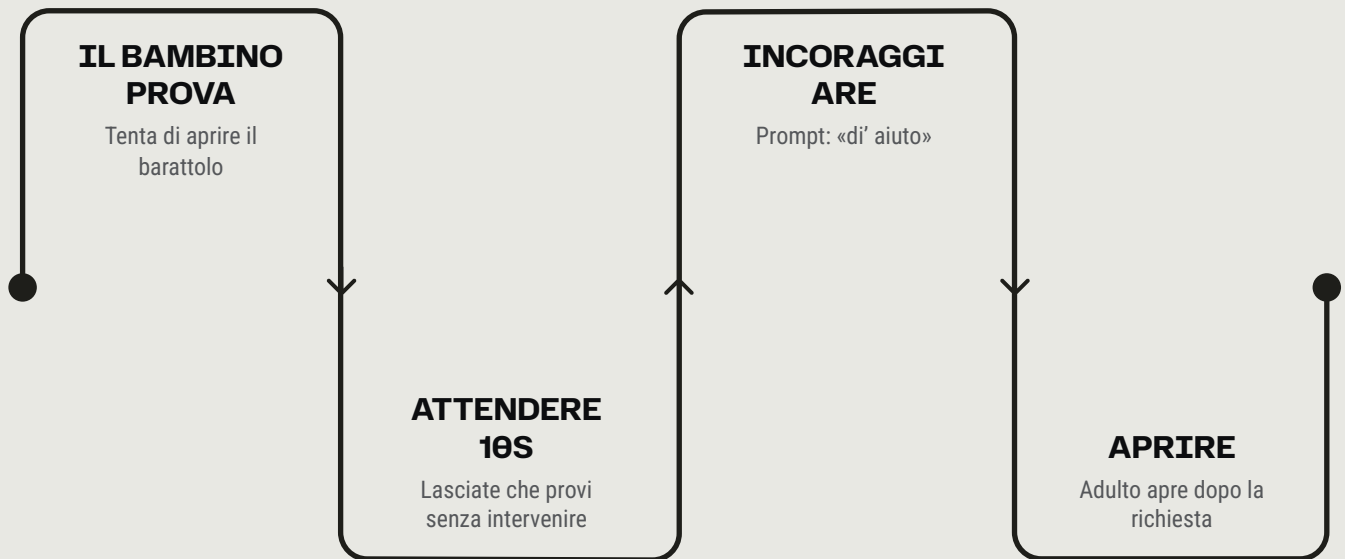 IL BAMBINO
PROVA
Tenta di aprire il
barattolo
ATTENDERE
10S
Lasciate che provi
senza intervenire
INCORAGGI
ARE
Prompt: «di’ aiuto»
APRIRE
Adulto apre dopo la
richiesta